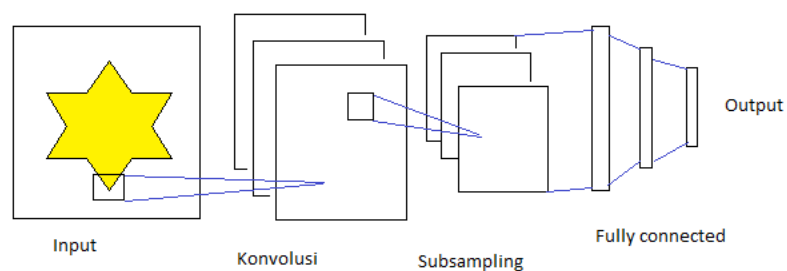 Input
Konvolusi
Subsampling
Fully connected
Output